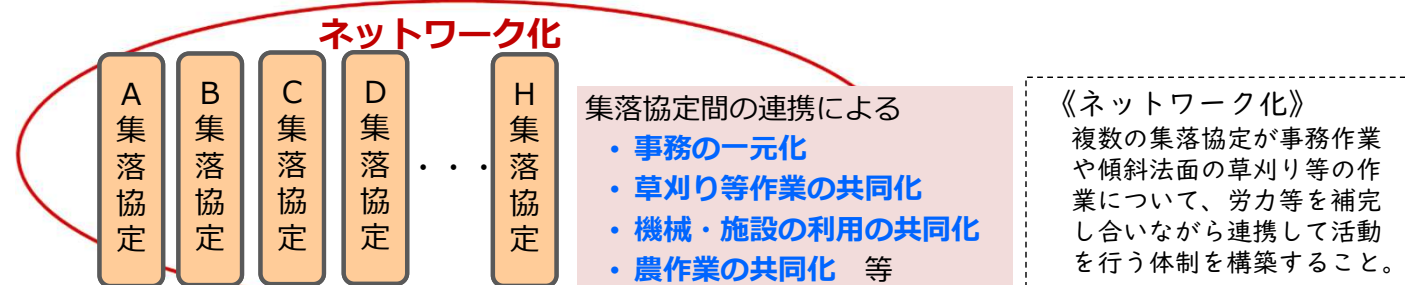 ネットワーク化
A集落協定
B集落協定
C集落協定
D集落協定
・・・
H集落協定
集落協定間の連携による
・事務の一元化
・草刈り等作業の共同化
・機械・施設の利用の共同化
・農作業の共同化　等
《ネットワーク化》
複数の集落協定が事務作業
や傾斜法面の草刈り等の作
業について、労力等を補完
し合いながら連携して活動
を行う体制を構築すること。